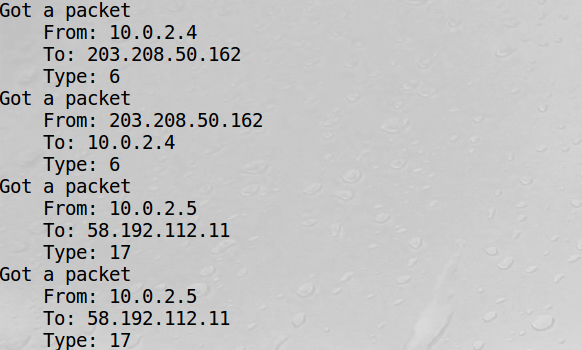 Got a packet
From: 10.0.2.4
To: 203.208.50.162
Type: 6
Got a packet
From: 203.208.50.162
To: 10.0.2.4
Type: 6
Got a packet
From: 10.0.2.5
To: 58.192.112.11
Type: 17
Got a packet
From: 10.0.2.5
To: 58.192.112.11
Type: 17